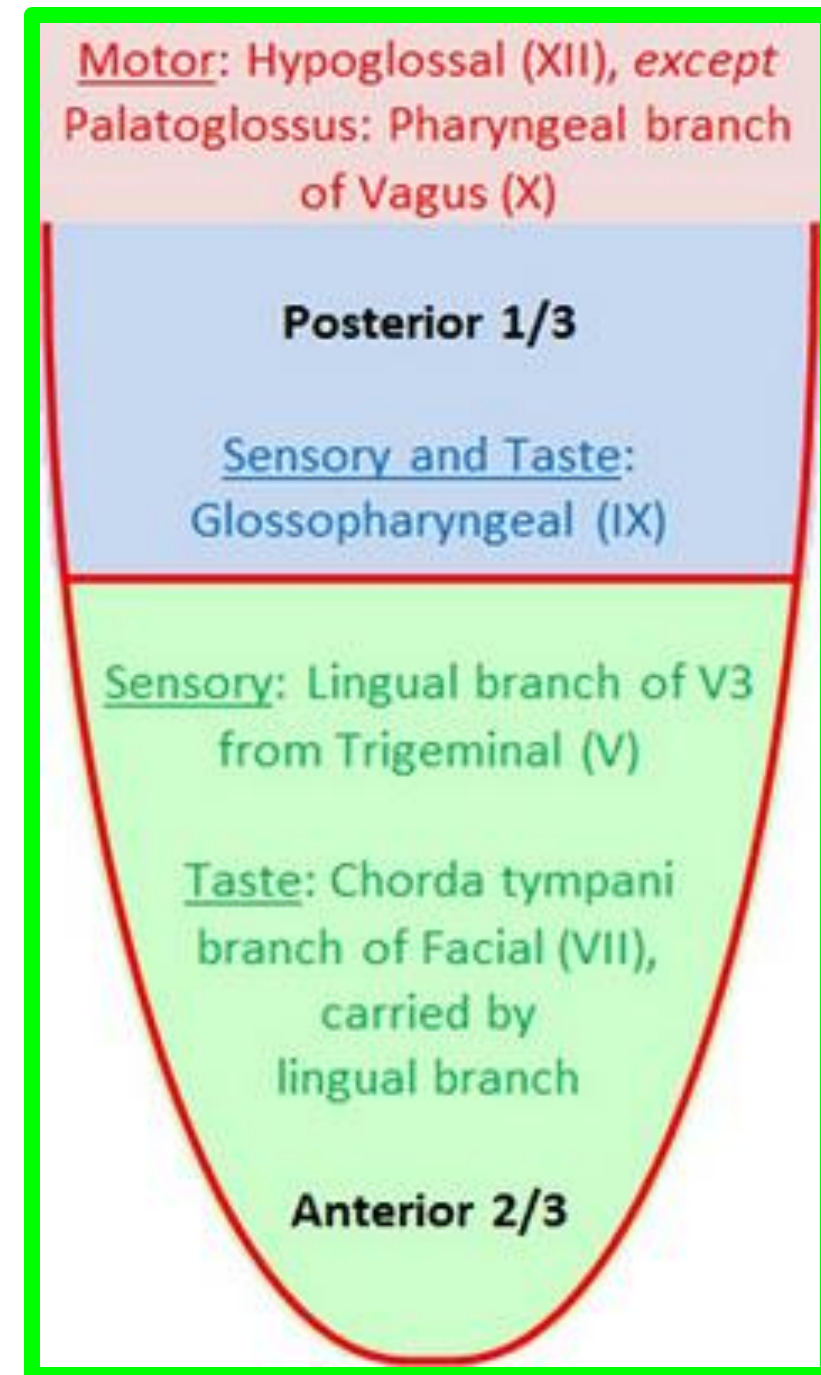 Motor: Hypoglossal (XII), except
Palatoglossus: Pharyngeal branch
of Vagus (X)
Posterior 1/3
Sensory and Taste:
Glossopharyngeal (IX)
Sensory: Lingual branch of V3
from Trigeminal (V)
Taste: Chorda tympani
branch of Facial (VII),
carried by
lingual branch
Anterior 2/3